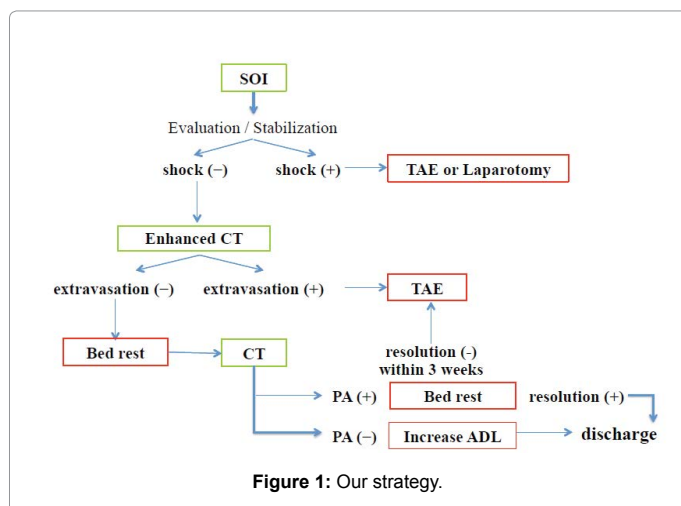 SOI
Evaluation / Stabilization
shock (−) shock (+) TAE or Laparotomy
Enhanced CT
extravasation (−) extravasation (+) TAE
resolution (-)
within 3 weeks
Bed rest CT
PA (+) Bed rest resolution (+)
PA (−) Increase ADL discharge
Figure 1: Our strategy.